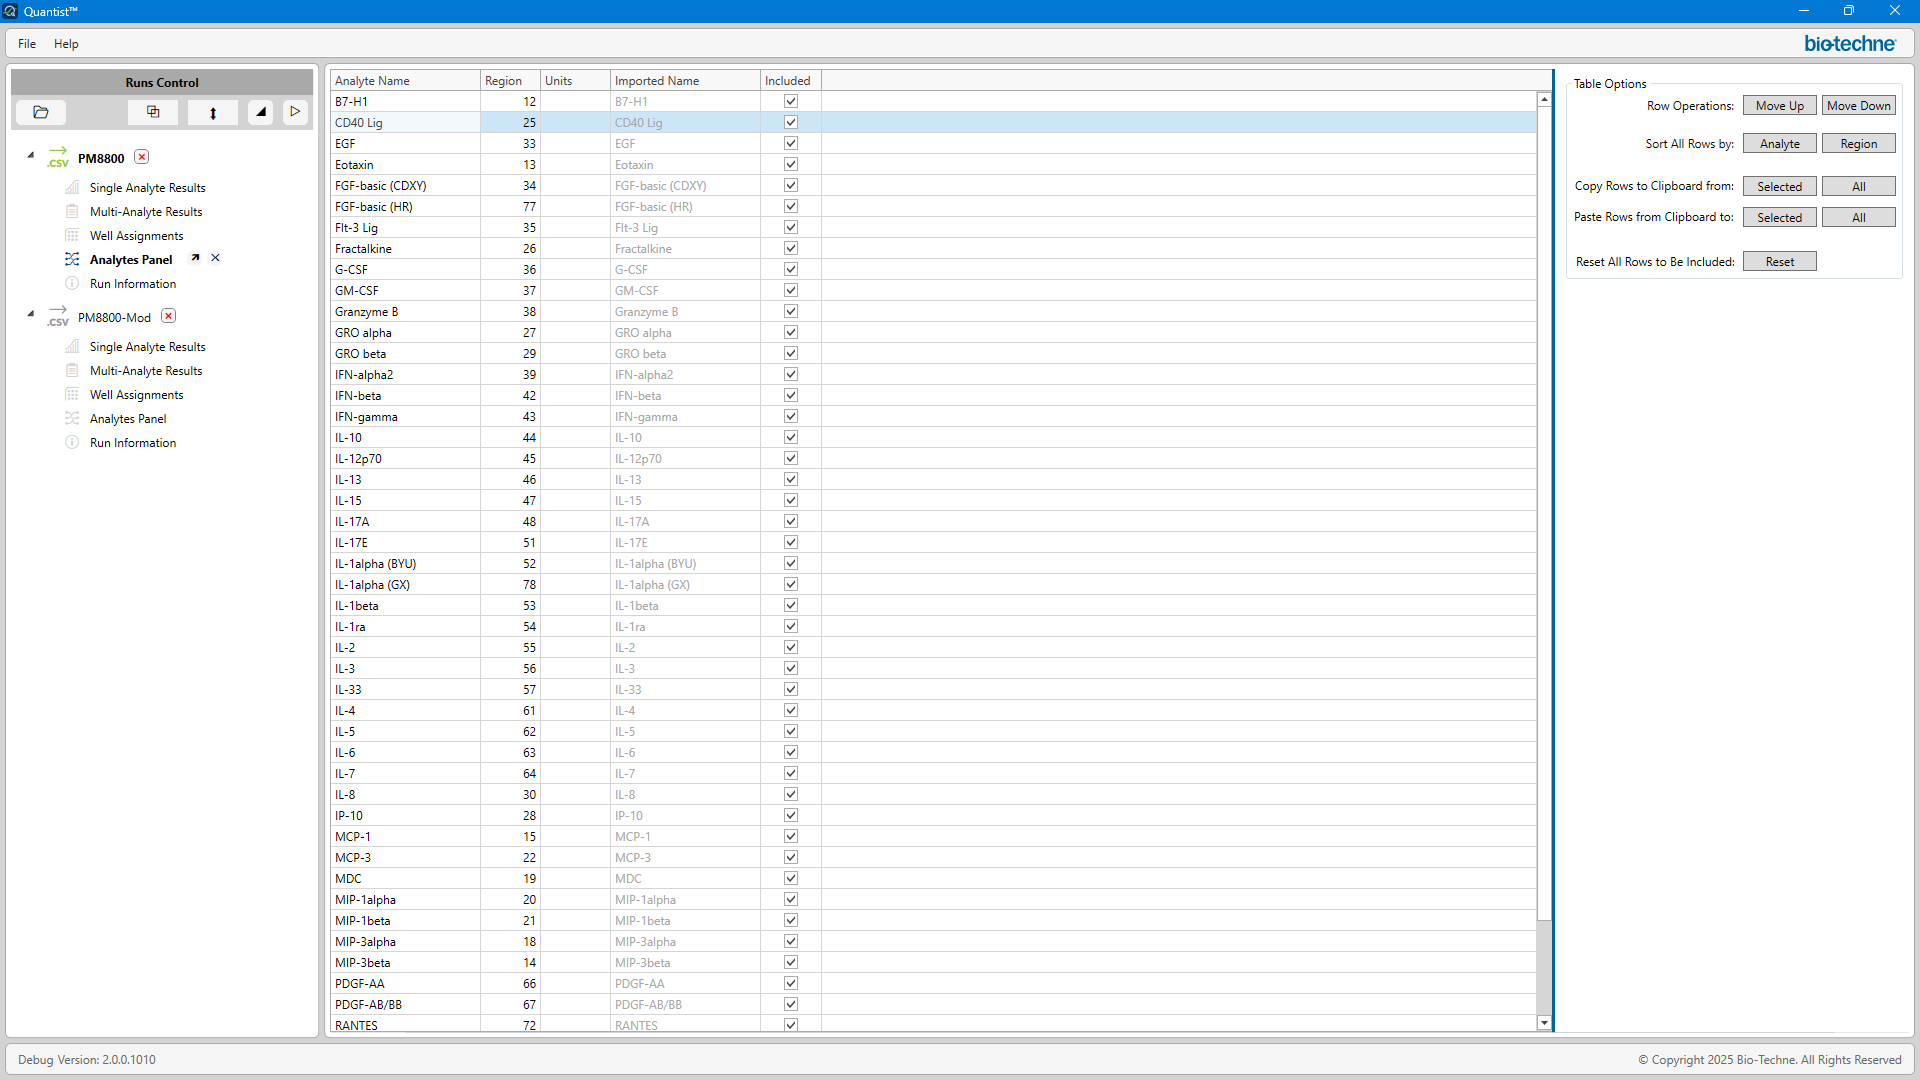 Quantist™
File Help
bio-techne
Runs Control
.CSV PM8800
Single Analyte Results
Multi-Analyte Results
Well Assignments
Analytes Panel
Run Information
.CSV PM8800-Mod
Single Analyte Results
Multi-Analyte Results
Well Assignments
Analytes Panel
Run Information
Analyte Name Region Units Imported Name Included
B7-H1 12 B7-H1
CD40 Lig 25 CD40 Lig
EGF 33 EGF
Eotaxin 13 Eotaxin
FGF-basic (CDXY) 34 FGF-basic (CDXY)
FGF-basic (HR) 77 FGF-basic (HR)
Flt-3 Lig 35 Flt-3 Lig
Fractalkine 26 Fractalkine
G-CSF 36 G-CSF
GM-CSF 37 GM-CSF
Granzyme B 38 Granzyme B
GRO alpha 27 GRO alpha
GRO beta 29 GRO beta
IFN-alpha2 39 IFN-alpha2
IFN-beta 42 IFN-beta
IFN-gamma 43 IFN-gamma
IL-10 44 IL-10
IL-12p70 45 IL-12p70
IL-13 46 IL-13
IL-15 47 IL-15
IL-17A 48 IL-17A
IL-17E 51 IL-17E
IL-1alpha (BYU) 52 IL-1alpha (BYU)
IL-1alpha (GX) 78 IL-1alpha (GX)
IL-1beta 53 IL-1beta
IL-1ra 54 IL-1ra
IL-2 55 IL-2
IL-3 56 IL-3
IL-33 57 IL-33
IL-4 61 IL-4
IL-5 62 IL-5
IL-6 63 IL-6
IL-7 64 IL-7
IL-8 30 IL-8
IP-10 28 IP-10
MCP-1 15 MCP-1
MCP-3 22 MCP-3
MDC 19 MDC
MIP-1alpha 20 MIP-1alpha
MIP-1beta 21 MIP-1beta
MIP-3alpha 18 MIP-3alpha
MIP-3beta 14 MIP-3beta
PDGF-AA 66 PDGF-AA
PDGF-AB/BB 67 PDGF-AB/BB
RANTES 72 RANTES
Table Options
Row Operations: Move Up Move Down
Sort All Rows by: Analyte Region
Copy Rows to Clipboard from: Selected All
Paste Rows from Clipboard to: Selected All
Reset All Rows to Be Included: Reset
Debug Version: 2.0.0.1010
© Copyright 2025 Bio-Techne. All Rights Reserved